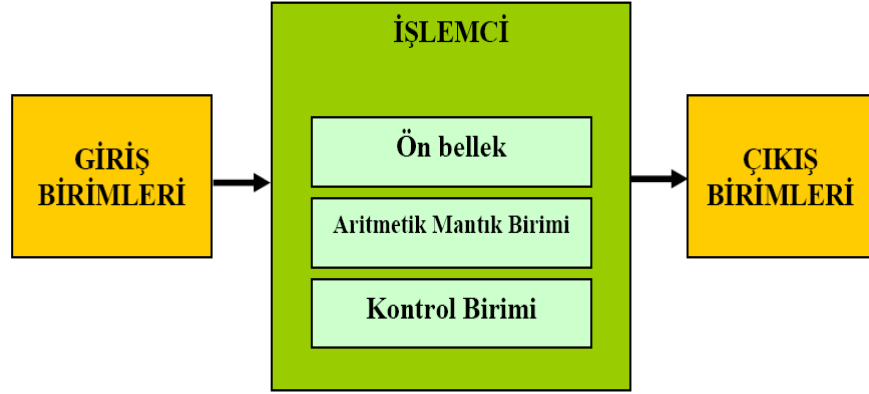 İŞLEMCİ
GİRİŞ
BİRİMLERİ
Ön bellek
Aritmetik Mantık Birimi
Kontrol Birimi
ÇIKIŞ
BİRİMLERİ